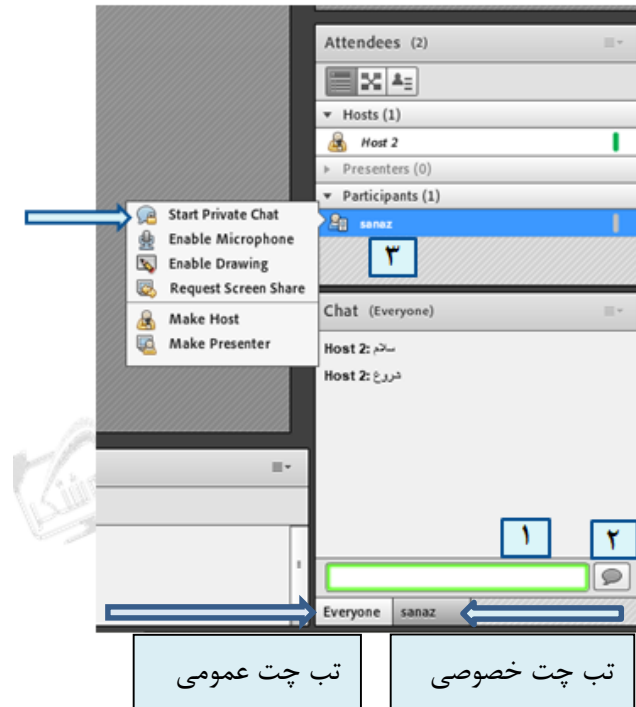 Attendees (2)
Hosts (1)
Host 2
Presenters (0)
Participants (1)
sanaz
۳
Start Private Chat
Enable Microphone
Enable Drawing
Request Screen Share
Make Host
Make Presenter
Chat (Everyone)
Host 2: سلام
Host 2: شروع
۱
۲
Everyone
sanaz
تب چت خصوصی
تب چت عمومی